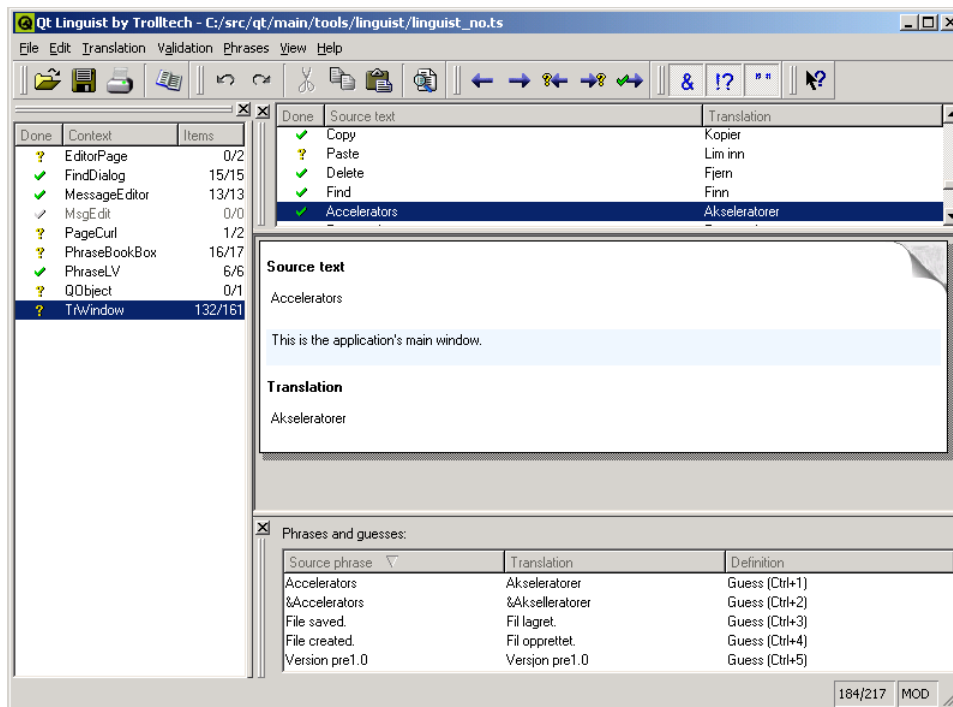 Qt Linguist by Trolltech - C:/src/qt/main/tools/linguist/linguist_no.ts
File Edit Translation Validation Phrases View Help
& !? " "
Done Context Items
EditorPage 0/2
FindDialog 15/15
MessageEditor 13/13
MsgEdit 0/0
PageCurl 1/2
PhraseBookBox 16/17
PhraseLV 6/6
QObject 0/1
TrWindow 132/161
Done Source text Translation
Copy Kopier
Paste Lim inn
Delete Fjern
Find Finn
Accelerators Akseleratorer
Source text
Accelerators
This is the application's main window.
Translation
Akseleratorer
Phrases and guesses:
Source phrase Translation Definition
Accelerators Akseleratorer Guess (Ctrl+1)
&Accelerators &Akselleratorer Guess (Ctrl+2)
File saved. Fil lagret. Guess (Ctrl+3)
File created. Fil opprettet. Guess (Ctrl+4)
Version pre1.0 Versjon pre1.0 Guess (Ctrl+5)
184/217 MOD